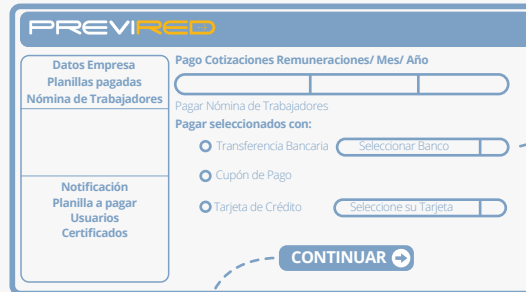 PREVIRED
Datos Empresa
Planillas pagadas
Nómina de Trabajadores
Notificación
Planilla a pagar
Usuarios
Certificados
Pago Cotizaciones Remuneraciones/ Mes/ Año
Pagar Nómina de Trabajadores
Pagar seleccionados con:
Transferencia Bancaria Seleccionar Banco
Cupón de Pago
Tarjeta de Crédito Seleccione su Tarjeta
CONTINUAR